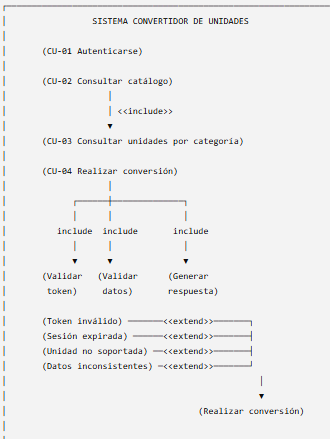 SISTEMA CONVERTIDOR DE UNIDADES
(CU-01 Autenticarse)
(CU-02 Consultar catálogo)
<<include>>
(CU-03 Consultar unidades por categoría)
(CU-04 Realizar conversión)
include include include
(Validar (Validar (Generar
token) datos) respuesta)
(Token inválido) <<extend>>
(Sesión expirada) <<extend>>
(Unidad no soportada) <<extend>>
(Datos inconsistentes) <<extend>>
(Realizar conversión)